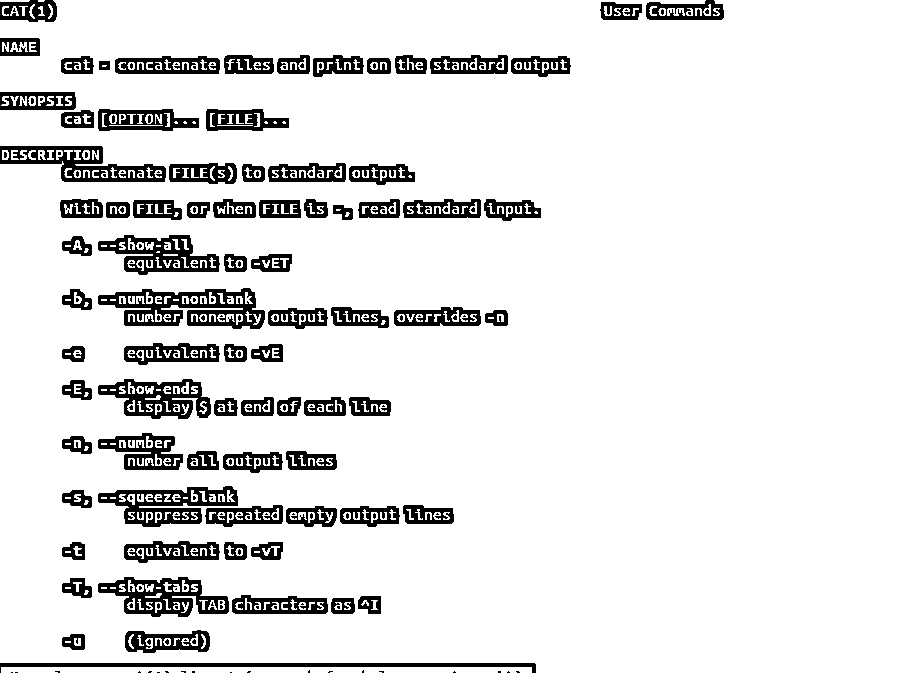 CAT(1) User Commands
NAME
cat - concatenate files and print on the standard output
SYNOPSIS
cat [OPTION]... [FILE]...
DESCRIPTION
Concatenate FILE(s) to standard output.
With no FILE, or when FILE is -, read standard input.
-A, --show-all
equivalent to -vET
-b, --number-nonblank
number nonempty output lines, overrides -n
-e equivalent to -vE
-E, --show-ends
display $ at end of each line
-n, --number
number all output lines
-s, --squeeze-blank
suppress repeated empty output lines
-t equivalent to -vT
-T, --show-tabs
display TAB characters as ^I
-u (ignored)